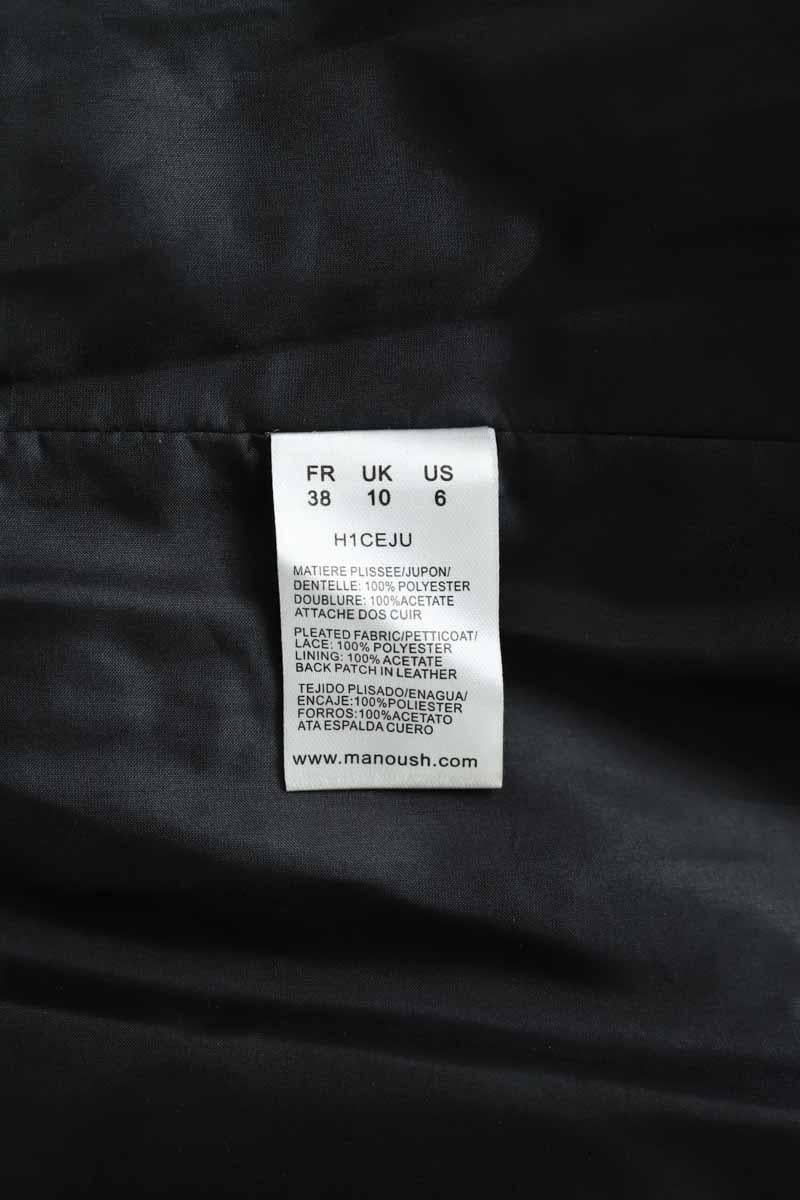 FR UK US
38 10 6
H1CEJU
MATIERE PLISSEE/JUPON/
DENTELLE: 100% POLYESTER
DOUBLURE: 100%ACETATE
ATTACHE DOS CUIR
PLEATED FABRIC/PETTICOAT/
LACE: 100% POLYESTER
LINING: 100% ACETATE
BACK PATCH IN LEATHER
TEJIDO PLISADO/ENAGUA/
ENCAJE:100%POLIESTER
FORROS:100%ACETATO
ATA ESPALDA CUERO
www.manoush.com